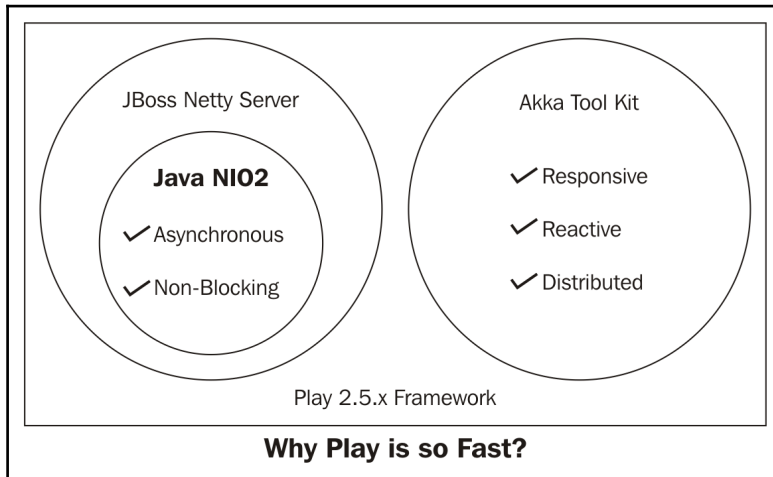 JBoss Netty Server
Java NIO2
Asynchronous
Non-Blocking
Akka Tool Kit
Responsive
Reactive
Distributed
Play 2.5.x Framework
Why Play is so Fast?